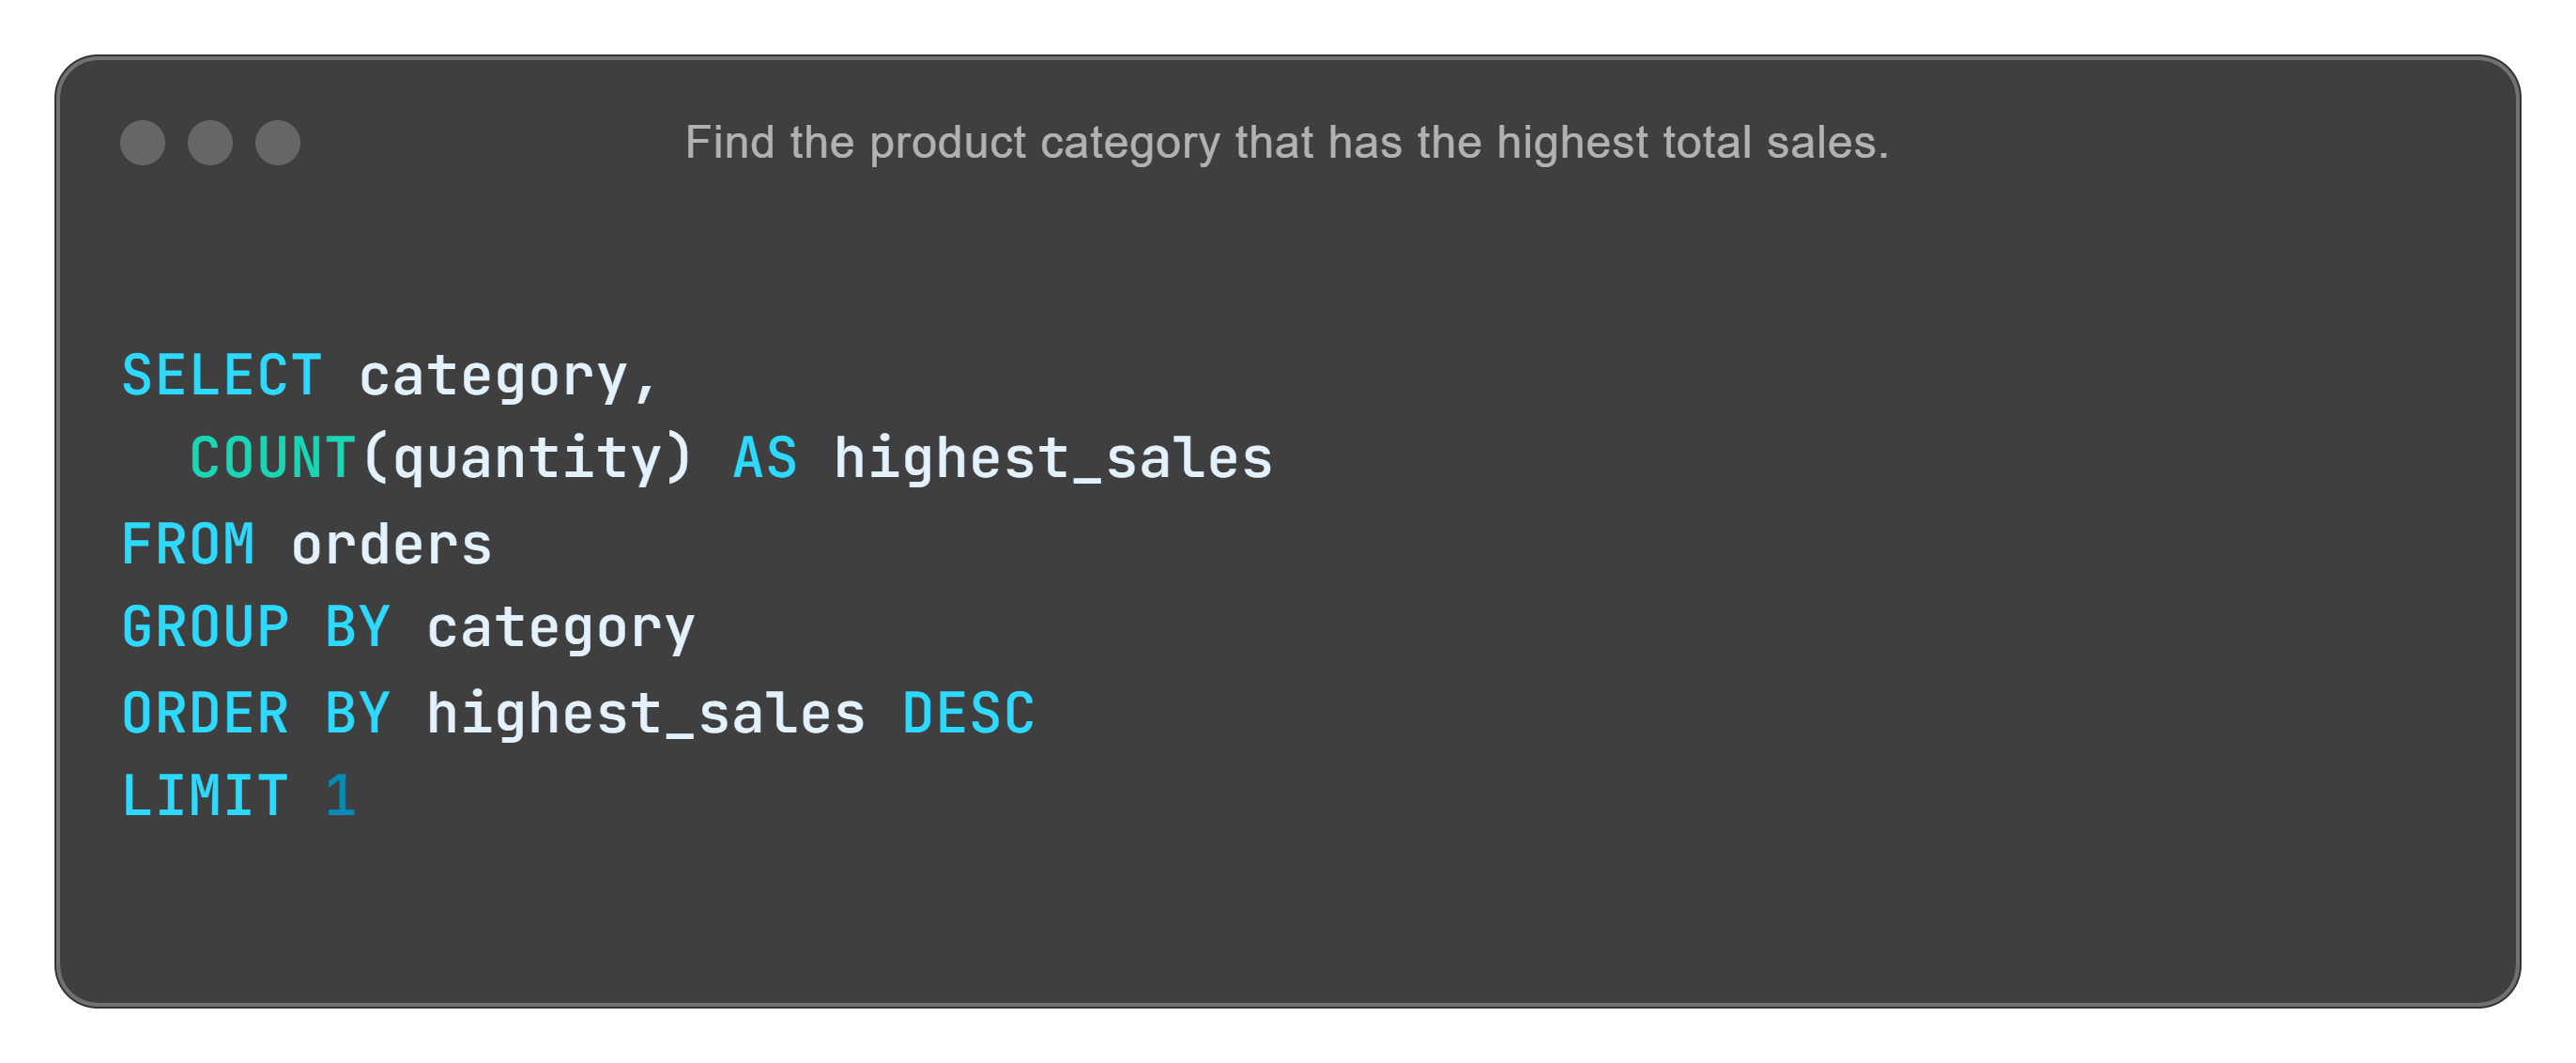 Find the product category that has the highest total sales.
SELECT category,
  COUNT(quantity) AS highest_sales
FROM orders
GROUP BY category
ORDER BY highest_sales DESC
LIMIT 1